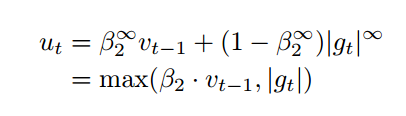 u_t = β_2^∞ v_{t−1} + (1 − β_2^∞)|g_t|^∞
= max(β_2 · v_{t−1}, |g_t|)